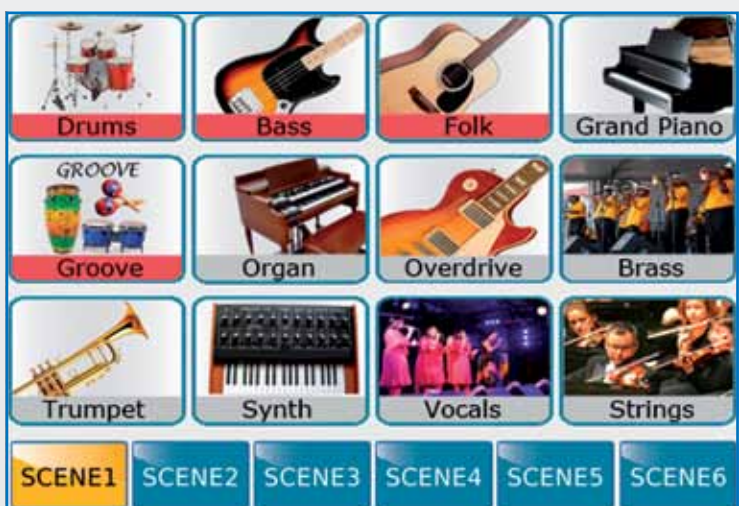 Drums
Bass
Folk
Grand Piano
GROOVE
Groove
Organ
Overdrive
Brass
Trumpet
Synth
Vocals
Strings
SCENE1
SCENE2
SCENE3
SCENE4
SCENE5
SCENE6